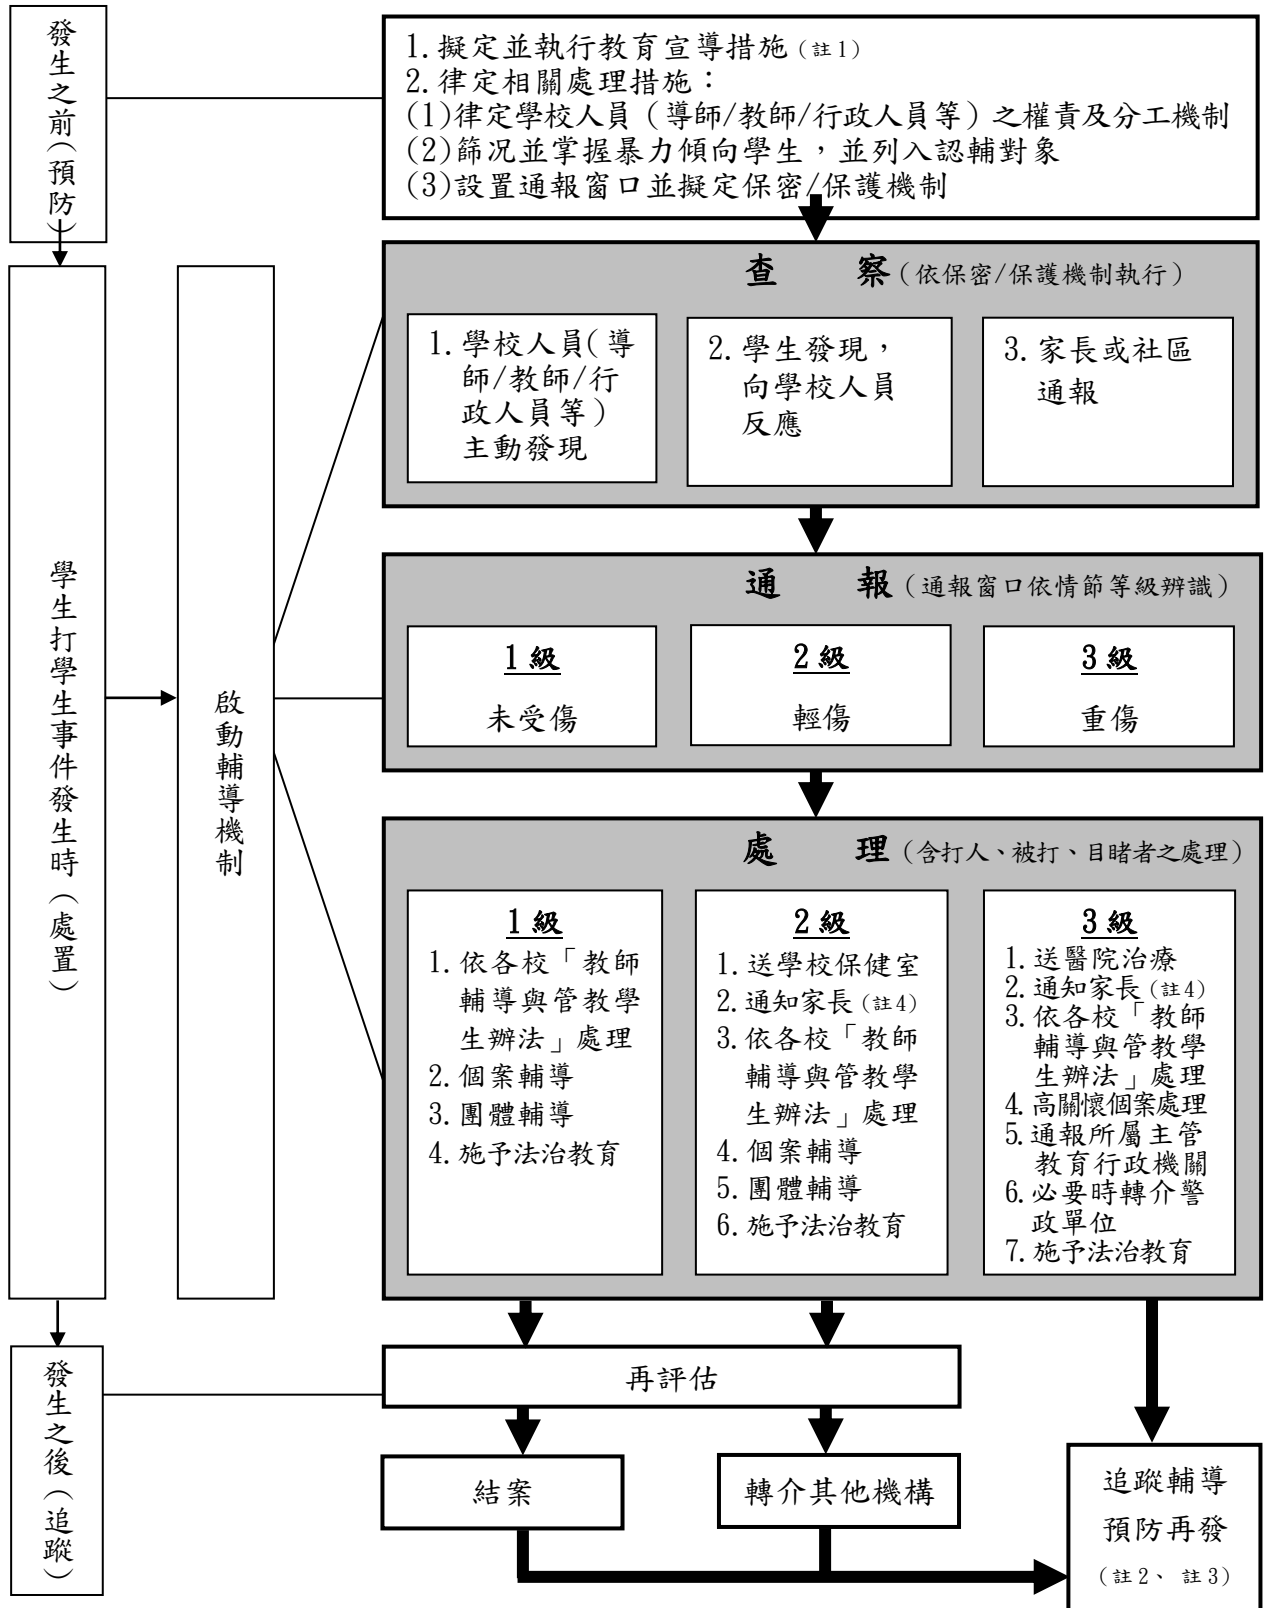 發生之前（預防）
1.擬定並執行教育宣導措施（註1）
2.律定相關處理措施：
(1)律定學校人員（導師/教師/行政人員等）之權責及分工機制
(2)篩況並掌握暴力傾向學生，並列入認輔對象
(3)設置通報窗口並擬定保密/保護機制
學生打學生事件發生時（處置）
啟動輔導機制
查 察（依保密/保護機制執行）
1.學校人員(導
師/教師/行
政人員等）
主動發現
2.學生發現，
向學校人員
反應
3.家長或社區
通報
通 報（通報窗口依情節等級辨識）
1級
未受傷
2級
輕傷
3級
重傷
處 理（含打人、被打、目睹者之處理）
1級
1.依各校「教師
輔導與管教學
生辦法」處理
2.個案輔導
3.團體輔導
4.施予法治教育
2級
1.送學校保健室
2.通知家長（註4）
3.依各校「教師
輔導與管教學
生辦法」處理
4.個案輔導
5.團體輔導
6.施予法治教育
3級
1.送醫院治療
2.通知家長（註4）
3.依各校「教師
輔導與管教學
生辦法」處理
4.高關懷個案處理
5.通報所屬主管
教育行政機關
6.必要時轉介警
政單位
7.施予法治教育
發生之後（追蹤）
再評估
結案
轉介其他機構
追蹤輔導
預防再發
（註2、 註3）